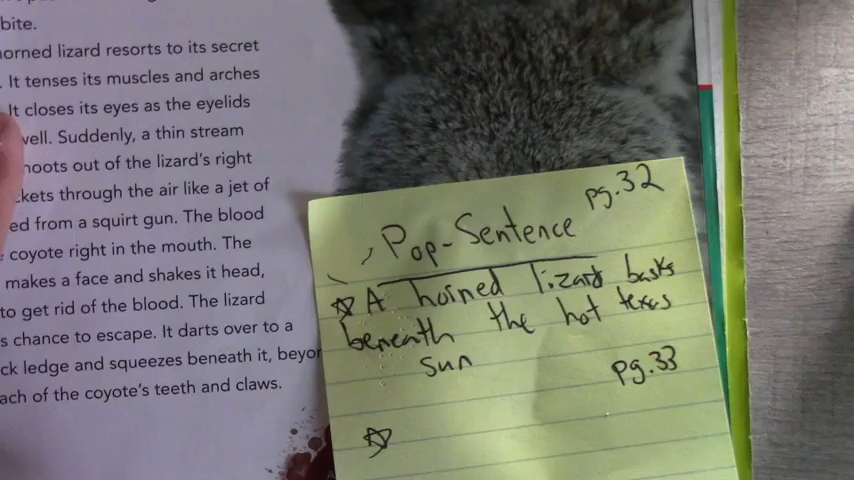 bite.
horned lizard resorts to its secret
. It tenses its muscles and arches
It closes its eyes as the eyelids
well. Suddenly, a thin stream
hoots out of the lizard's right
ckets through the air like a jet of
ed from a squirt gun. The blood
coyote right in the mouth. The
makes a face and shakes it head,
to get rid of the blood. The lizard
s chance to escape. It darts over to a
ck ledge and squeezes beneath it, beyon
ach of the coyote's teeth and claws.
pg.32
Pop-Sentence
A horned lizard basks
beneath the hot texas
sun
pg.33